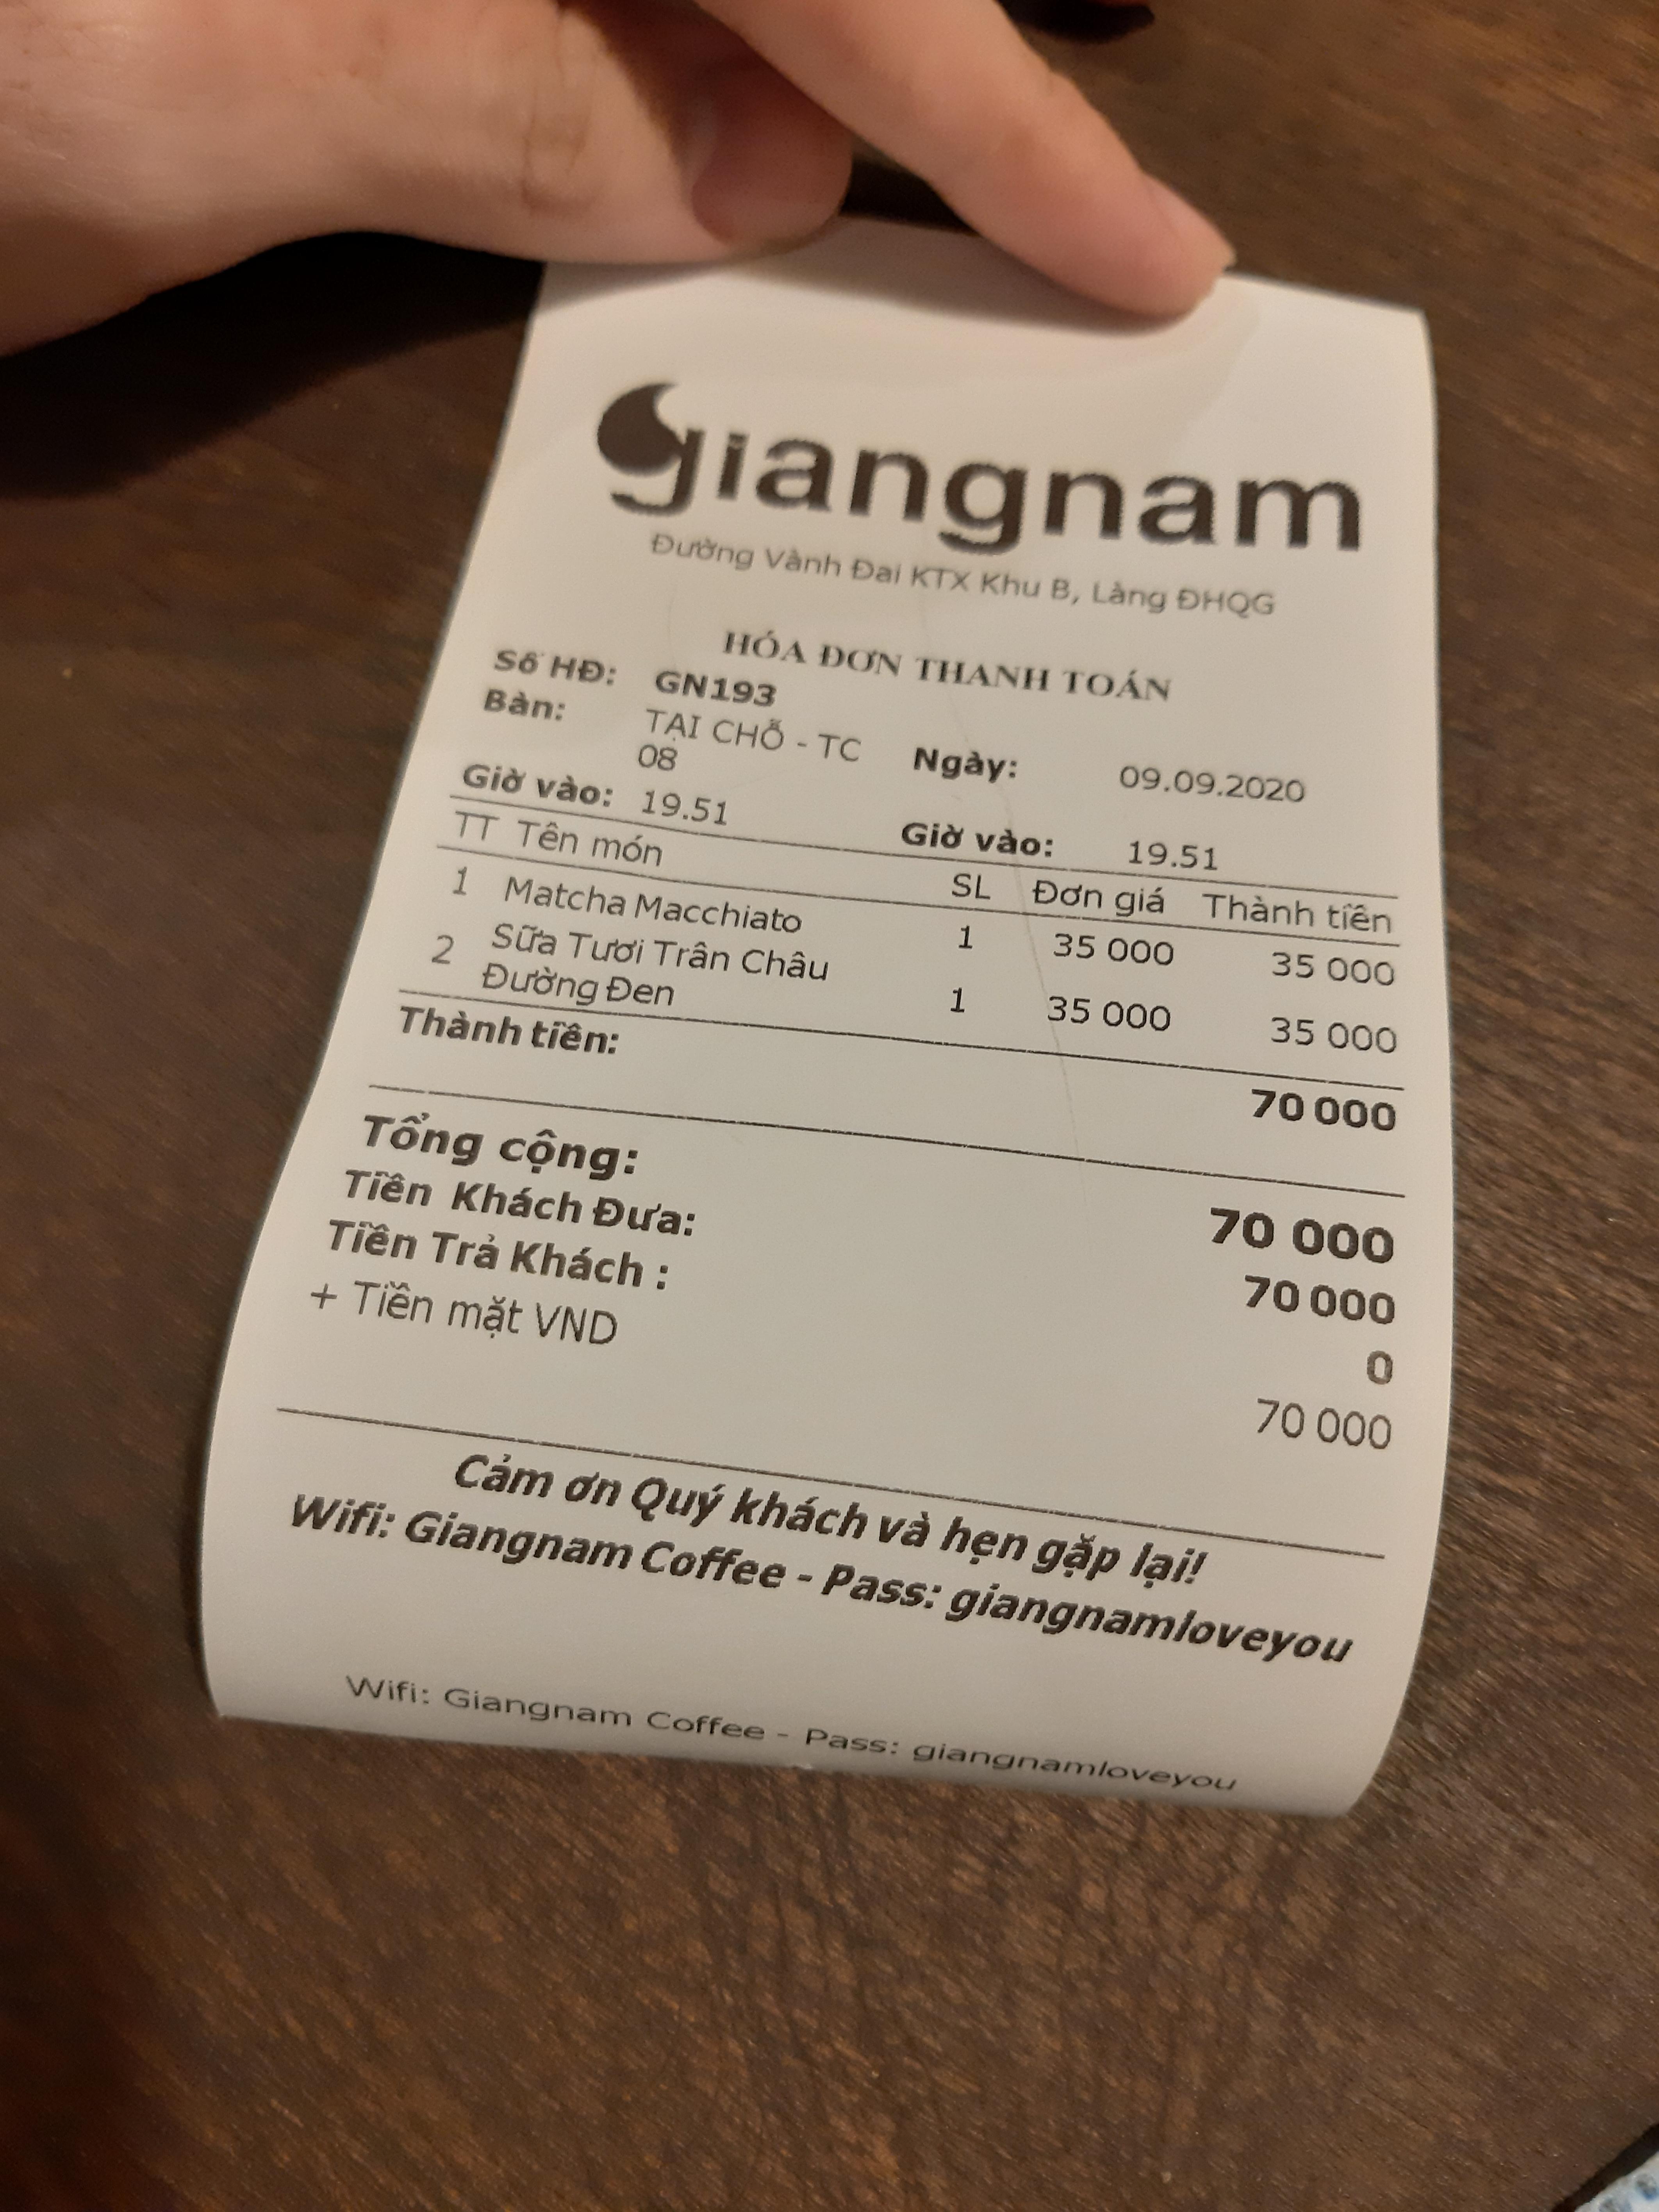 giangnam
Đường Vành Đai KTX Khu B, Làng ĐHQG
HÓA ĐƠN THANH TOÁN
Số HĐ: GN193
Bàn: TẠI CHỖ - TC
08
Ngày: 09.09.2020
Giờ vào: 19.51 Giờ vào: 19.51
TT Tên món SL Đơn giá Thành tiền
1 Matcha Macchiato 1 35 000 35 000
2 Sữa Tươi Trân Châu
Đường Đen 1 35 000 35 000
Thành tiền: 70 000
Tổng cộng: 70 000
Tiền Khách Đưa: 70 000
Tiền Trả Khách : 0
+ Tiền mặt VND 70 000
Cảm ơn Quý khách và hẹn gặp lại!
Wifi: Giangnam Coffee - Pass: giangnamloveyou
Wifi: Giangnam Coffee - Pass: giangnamloveyou